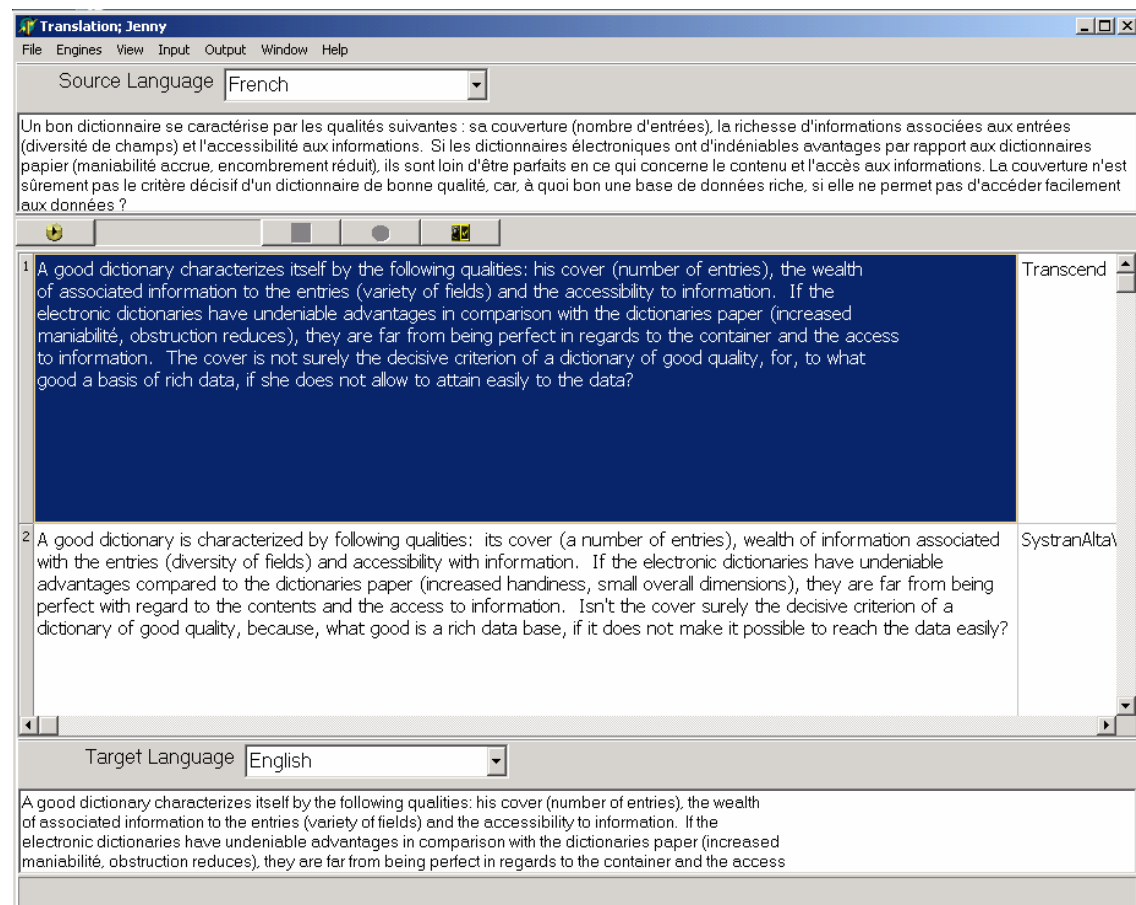 Translation; Jenny
File Engines View Input Output Window Help
Source Language French
Un bon dictionnaire se caractérise par les qualités suivantes : sa couverture (nombre d'entrées), la richesse d'informations associées aux entrées
(diversité de champs) et l'accessibilité aux informations. Si les dictionnaires électroniques ont d'indéniables avantages par rapport aux dictionnaires
papier (maniabilité accrue, encombrement réduit), ils sont loin d'être parfaits en ce qui concerne le contenu et l'accès aux informations. La couverture n'est
sûrement pas le critère décisif d'un dictionnaire de bonne qualité, car, à quoi bon une base de données riche, si elle ne permet pas d'accéder facilement
aux données ?
1 A good dictionary characterizes itself by the following qualities: his cover (number of entries), the wealth Transcend
of associated information to the entries (variety of fields) and the accessibility to information. If the
electronic dictionaries have undeniable advantages in comparison with the dictionaries paper (increased
maniabilité, obstruction reduces), they are far from being perfect in regards to the container and the access
to information. The cover is not surely the decisive criterion of a dictionary of good quality, for, to what
good a basis of rich data, if she does not allow to attain easily to the data?
2 A good dictionary is characterized by following qualities: its cover (a number of entries), wealth of information associated SystranAltaV
with the entries (diversity of fields) and accessibility with information. If the electronic dictionaries have undeniable
advantages compared to the dictionaries paper (increased handiness, small overall dimensions), they are far from being
perfect with regard to the contents and the access to information. Isn't the cover surely the decisive criterion of a
dictionary of good quality, because, what good is a rich data base, if it does not make it possible to reach the data easily?
Target Language English
A good dictionary characterizes itself by the following qualities: his cover (number of entries), the wealth
of associated information to the entries (variety of fields) and the accessibility to information. If the
electronic dictionaries have undeniable advantages in comparison with the dictionaries paper (increased
maniabilité, obstruction reduces), they are far from being perfect in regards to the container and the access